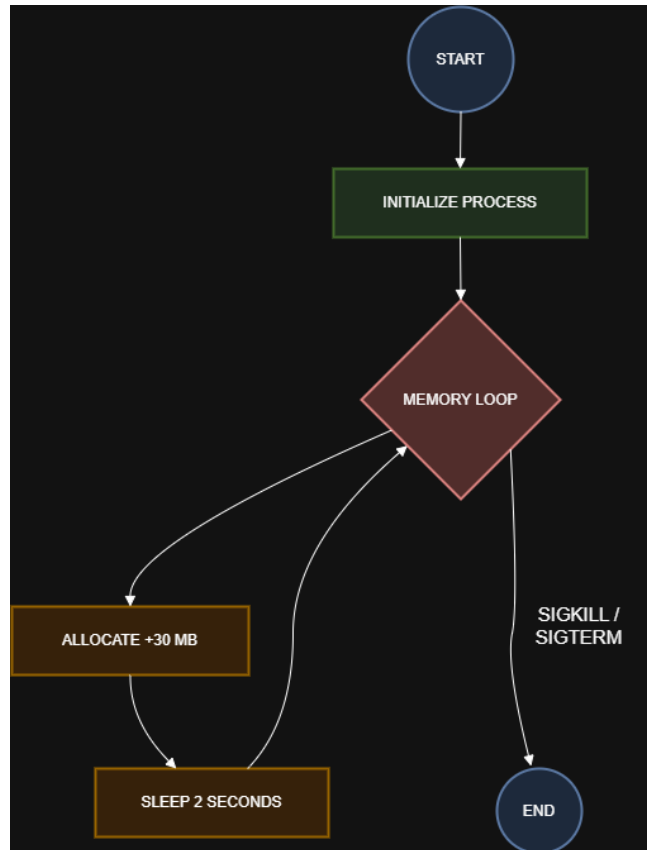 START
INITIALIZE PROCESS
MEMORY LOOP
ALLOCATE +30 MB
SIGKILL /
SIGTERM
SLEEP 2 SECONDS
END